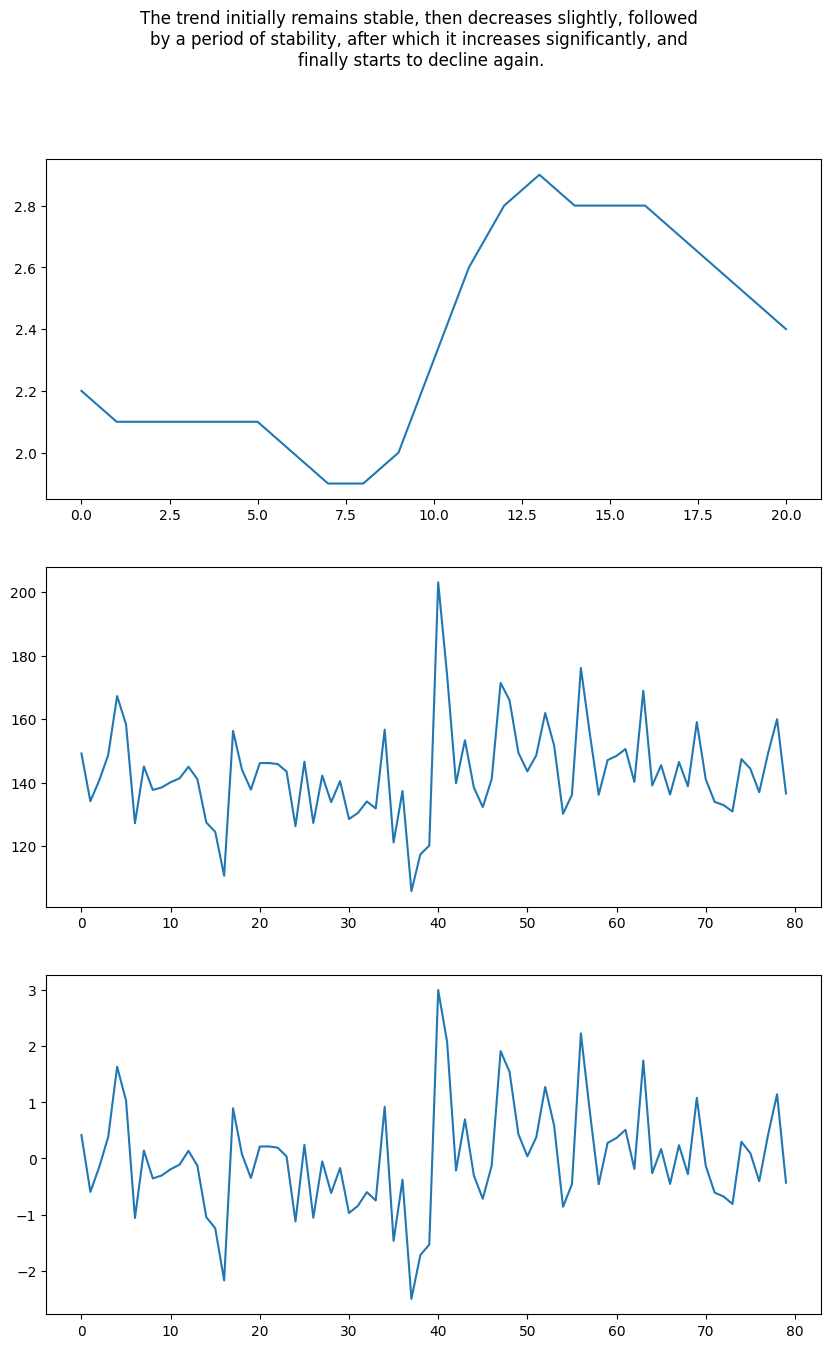 The trend initially remains stable, then decreases slightly, followed
by a period of stability, after which it increases significantly, and
finally starts to decline again.
2.8
2.6
2.4
2.2
2.0
0.0 2.5 5.0 7.5 10.0 12.5 15.0 17.5 20.0
200
180
160
140
120
0 10 20 30 40 50 60 70 80
3
2
1
0
−1
−2
0 10 20 30 40 50 60 70 80